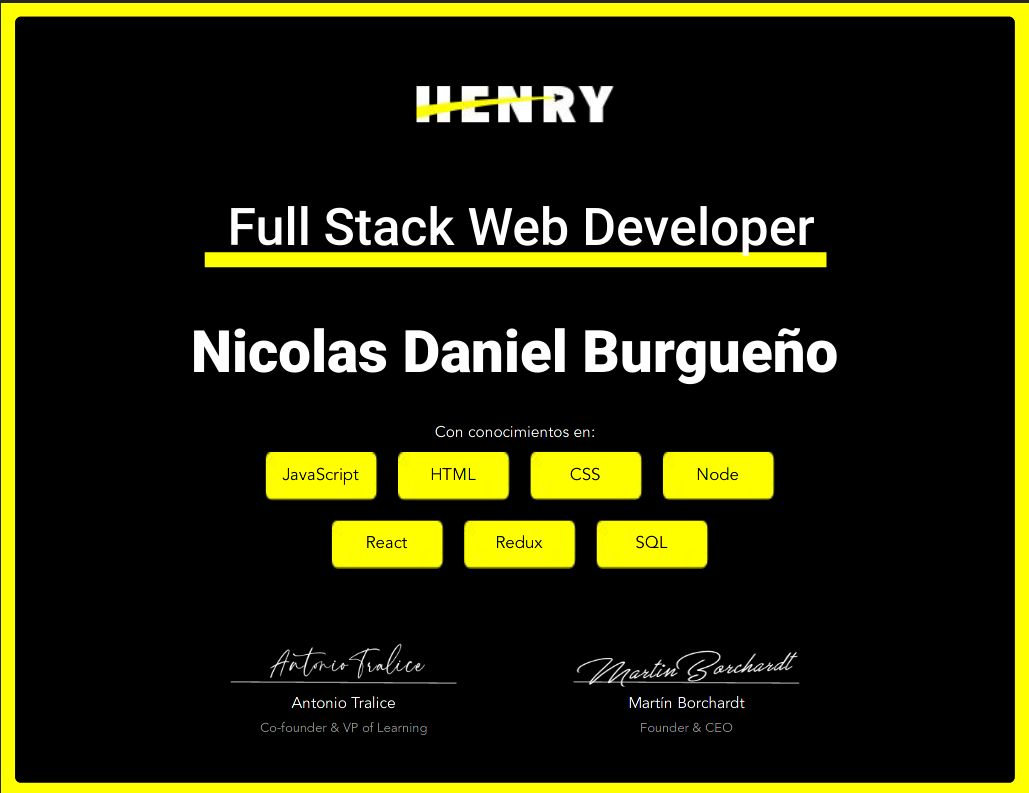 HENRY
Full Stack Web Developer
Nicolas Daniel Burgueño
Con conocimientos en:
JavaScript HTML CSS Node
React Redux SQL
Antonio Tralice Martin Borchardt
Antonio Tralice Martín Borchardt
Co-founder & VP of Learning Founder & CEO